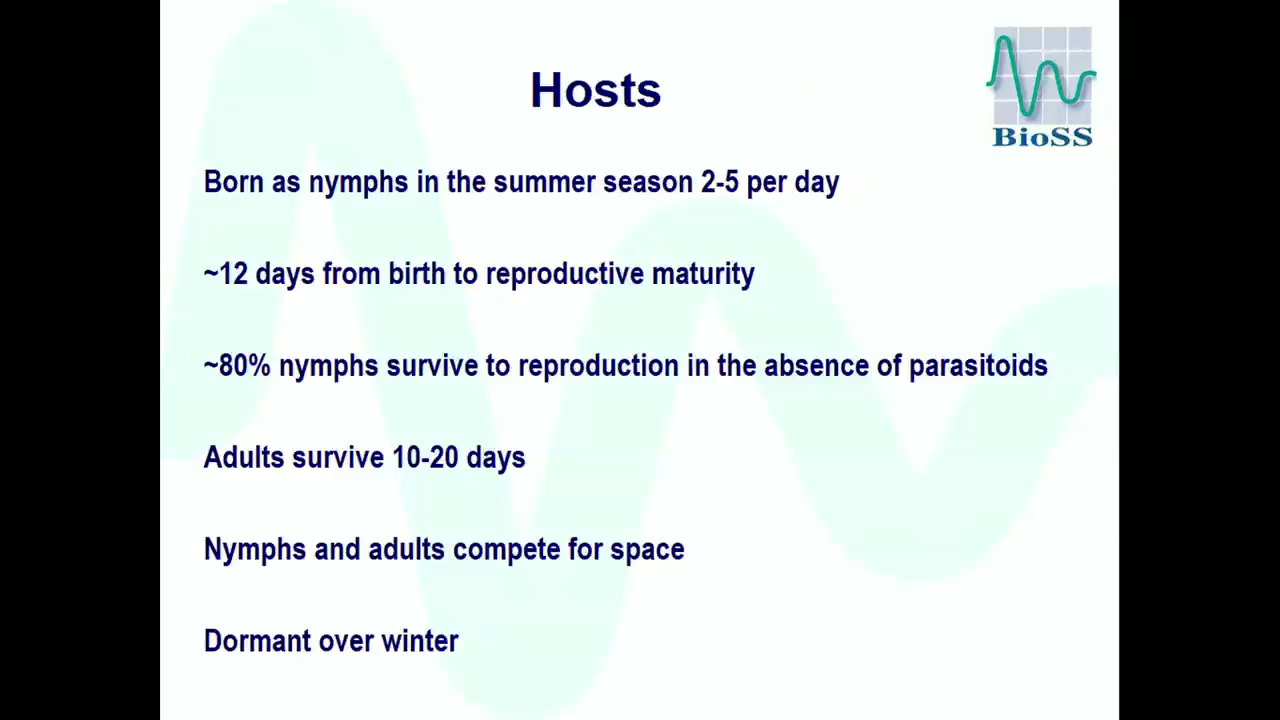 Hosts
BioSS
Born as nymphs in the summer season 2-5 per day
~12 days from birth to reproductive maturity
~80% nymphs survive to reproduction in the absence of parasitoids
Adults survive 10-20 days
Nymphs and adults compete for space
Dormant over winter